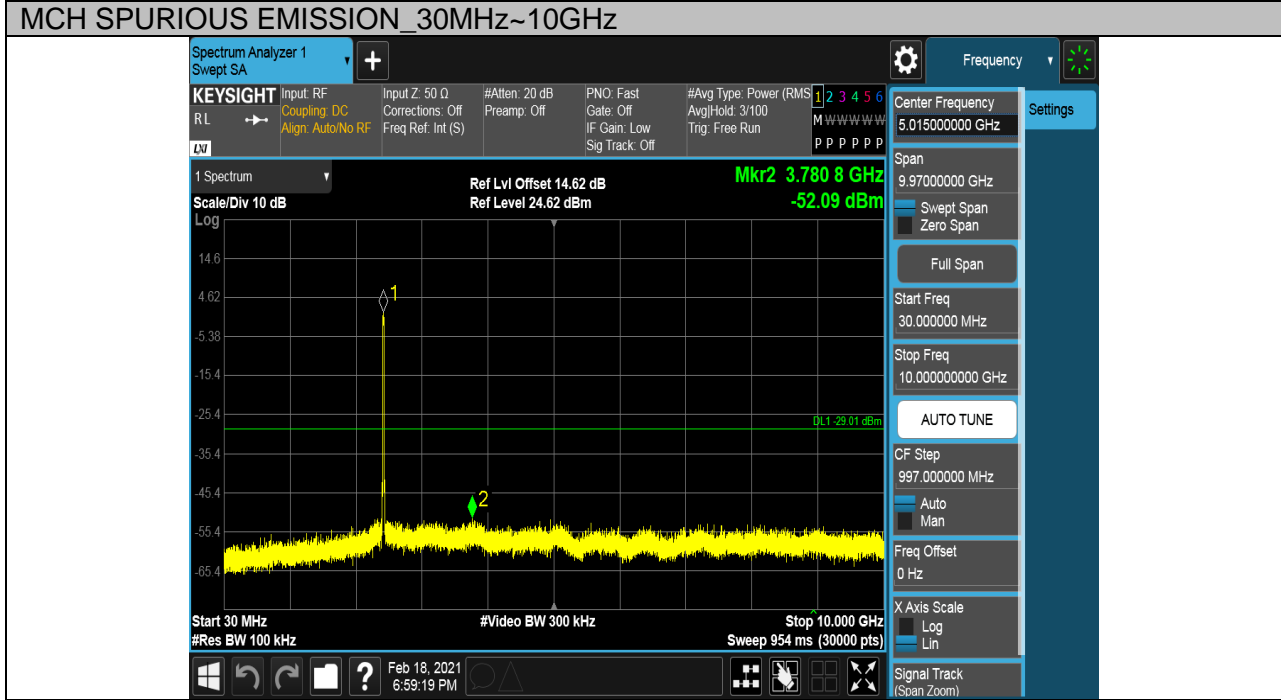 MCH SPURIOUS EMISSION_30MHz~10GHz
Spectrum Analyzer 1
Swept SA
+
Frequency
KEYSIGHT
RL
LXI
Input: RF
Coupling: DC
Align: Auto/No RF
Input Z: 50 Ω
Corrections: Off
Freq Ref: Int (S)
#Atten: 20 dB
Preamp: Off
PNO: Fast
Gate: Off
IF Gain: Low
Sig Track: Off
#Avg Type: Power (RMS
Avg|Hold: 3/100
Trig: Free Run
1 2 3 4 5 6
M W W W W W
P P P P P P
Center Frequency
5.015000000 GHz
Settings
Span
9.97000000 GHz
Swept Span
Zero Span
Full Span
Start Freq
30.000000 MHz
Stop Freq
10.000000000 GHz
AUTO TUNE
CF Step
997.000000 MHz
Auto
Man
Freq Offset
0 Hz
X Axis Scale
Log
Lin
Signal Track
(Span Zoom)
1 Spectrum
Scale/Div 10 dB
Ref Lvl Offset 14.62 dB
Ref Level 24.62 dBm
Mkr2 3.780 8 GHz
-52.09 dBm
Log
14.6
4.62
-5.38
-15.4
-25.4
-35.4
-45.4
-55.4
-65.4
1
2
DL1 -29.01 dBm
Start 30 MHz
#Res BW 100 kHz
#Video BW 300 kHz
Stop 10.000 GHz
Sweep 954 ms (30000 pts)
?
Feb 18, 2021
6:59:19 PM